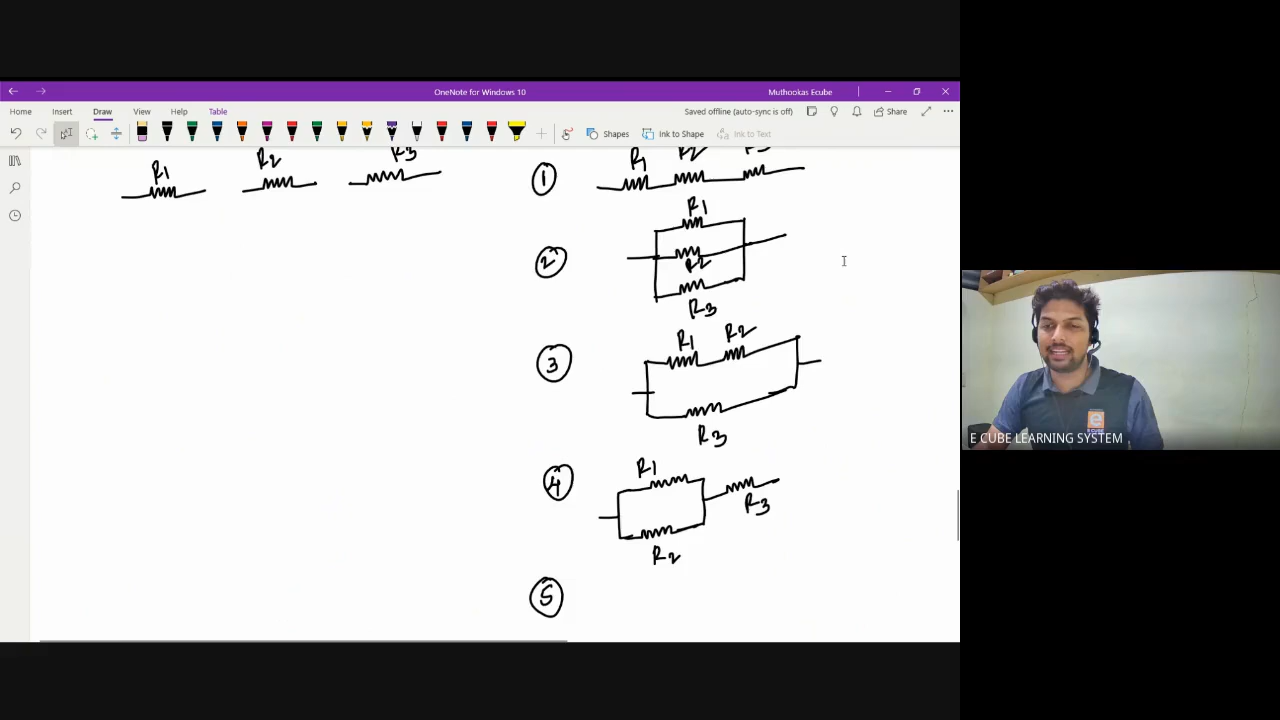 OneNote for Windows 10
Muthookas Ecube
Home Insert Draw View Help Table
Saved offline (auto-sync is off)
Share
Shapes
Ink to Shape
Ink to Text
R1 R2 R3
1 R1 R2 R3
2 R1
R2
R3
3 R1 R2
R3
4 R1
R3
R2
5
E CUBE LEARNING SYSTEM